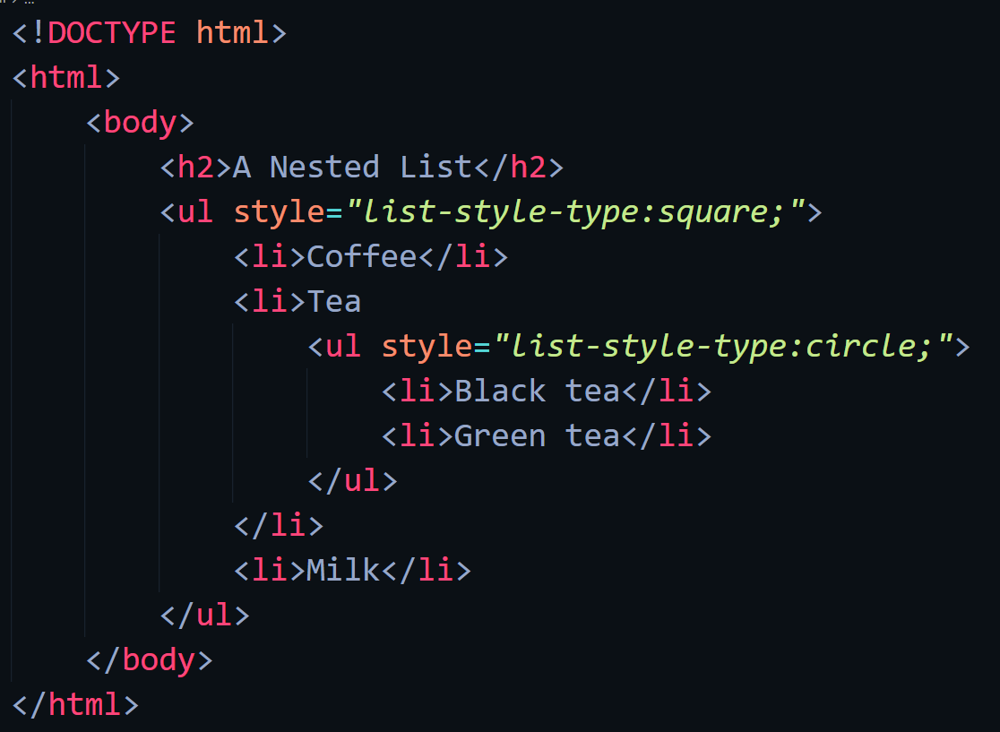 <!DOCTYPE html>
<html>
    <body>
        <h2>A Nested List</h2>
        <ul style="list-style-type:square;">
            <li>Coffee</li>
            <li>Tea
                <ul style="list-style-type:circle;">
                    <li>Black tea</li>
                    <li>Green tea</li>
                </ul>
            </li>
            <li>Milk</li>
        </ul>
    </body>
</html>